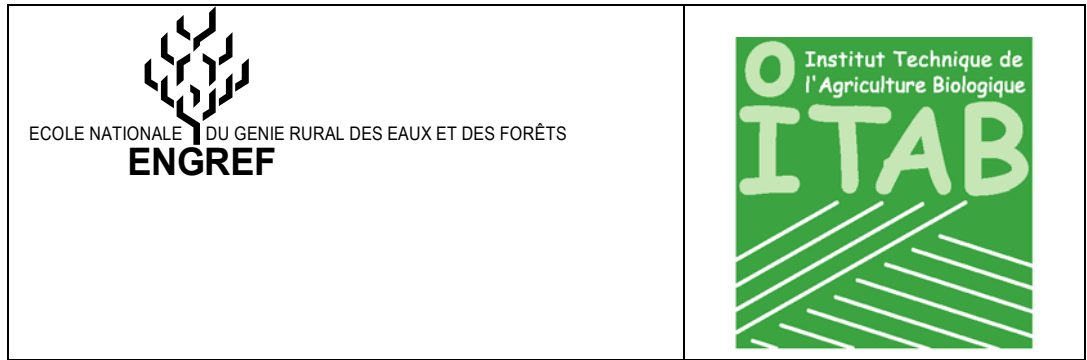 ECOLE NATIONALE DU GENIE RURAL DES EAUX ET DES FORÊTS
ENGREF
Institut Technique de
l'Agriculture Biologique
ITAB